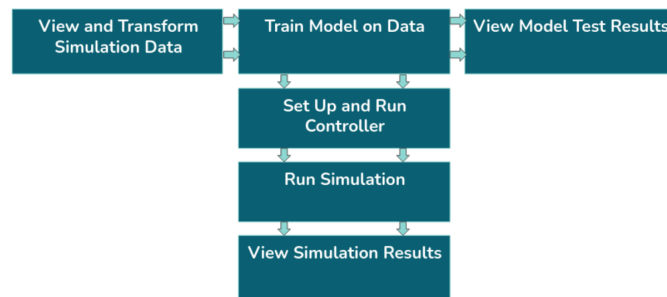 View and Transform
Simulation Data
Train Model on Data
View Model Test Results
Set Up and Run
Controller
Run Simulation
View Simulation Results